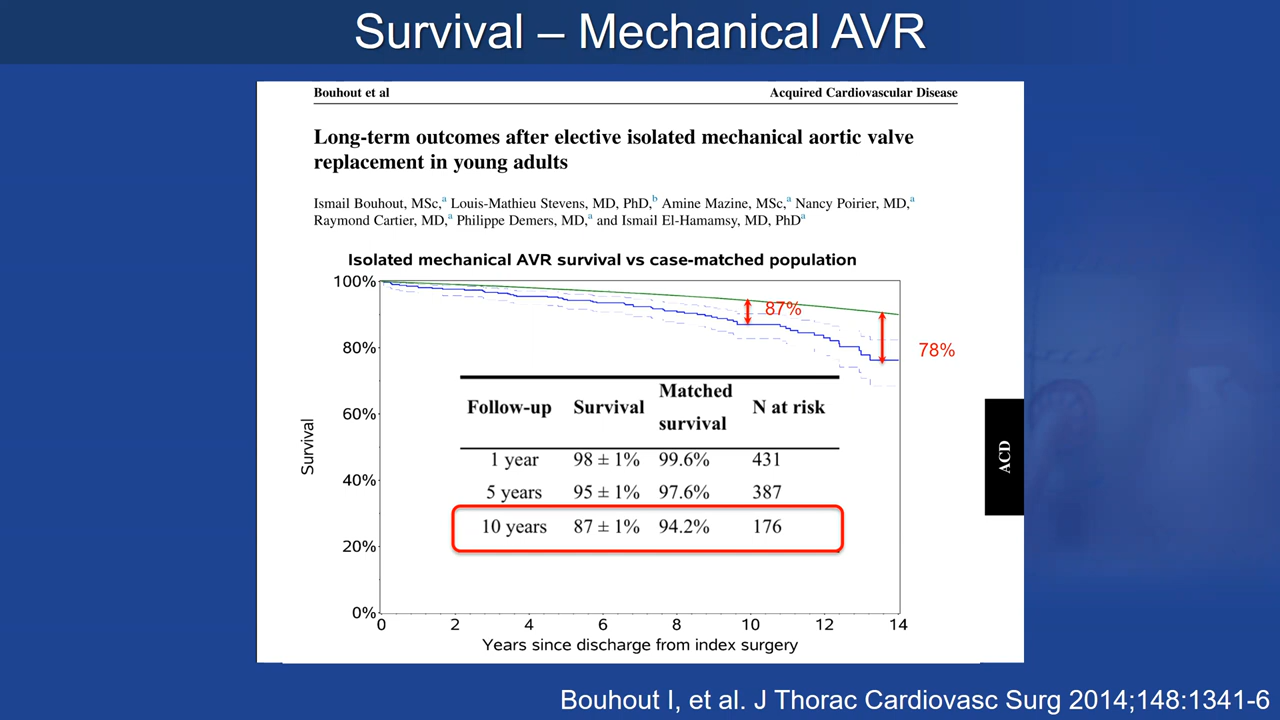 Survival – Mechanical AVR
Bouhout et al
Acquired Cardiovascular Disease
Long-term outcomes after elective isolated mechanical aortic valve
replacement in young adults
Ismail Bouhout, MSc,a Louis-Mathieu Stevens, MD, PhD,b Amine Mazine, MSc,a Nancy Poirier, MD,a
Raymond Cartier, MD,a Philippe Demers, MD,a and Ismail El-Hamamsy, MD, PhDa
Isolated mechanical AVR survival vs case-matched population
100%
80%
60%
40%
20%
0%
Survival
87%
78%
Follow-up Survival Matched survival N at risk
1 year 98 ± 1% 99.6% 431
5 years 95 ± 1% 97.6% 387
10 years 87 ± 1% 94.2% 176
0 2 4 6 8 10 12 14
Years since discharge from index surgery
ACD
Bouhout I, et al. J Thorac Cardiovasc Surg 2014;148:1341-6